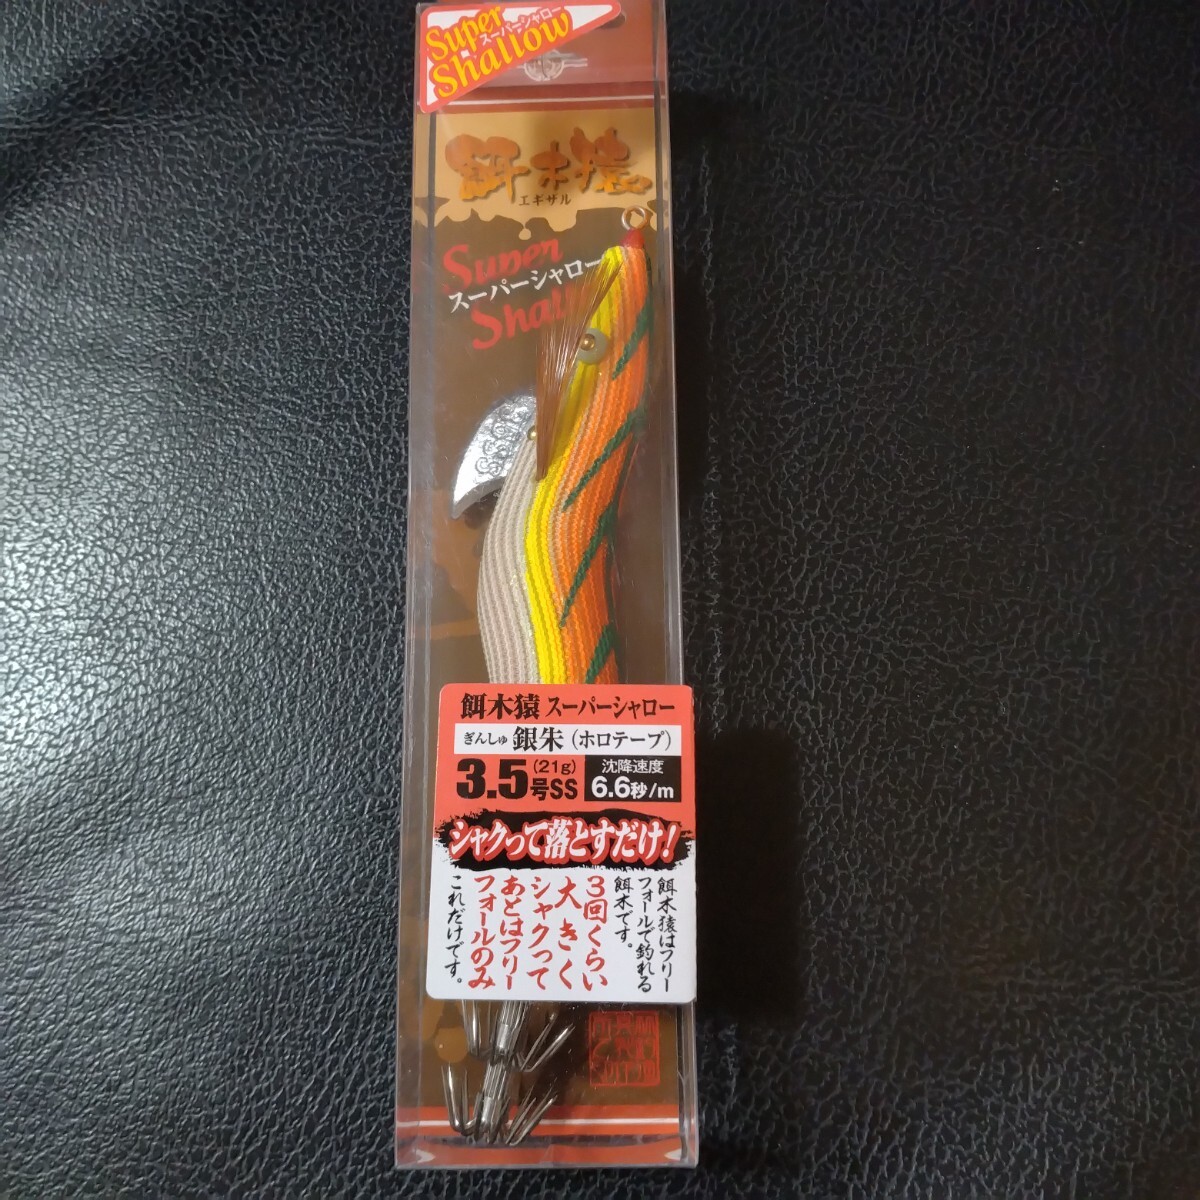 Super
スーパーシャロー
Shallow
餌木猿
エギザル
Super
スーパーシャロー
Shall
餌木猿 スーパーシャロー
ぎんしゅ 銀朱 (ホロテープ)
3.5号SS (21g)
沈降速度
6.6秒/m
シャクって落とすだけ!
餌木猿はフリー
フォールで釣れる
餌木です。
3回くらい
大きく
シャクって
あとはフリー
フォールのみ
これだけです。